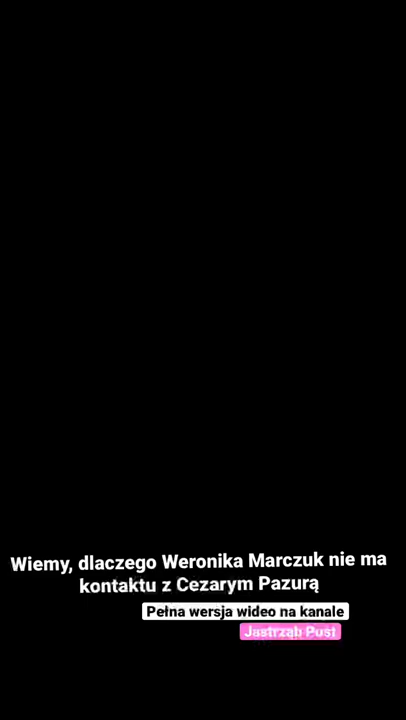 Wiemy, dlaczego Weronika Marczuk nie ma
kontaktu z Cezarym Pazurą
Pełna wersja wideo na kanale
Jastrząb Post